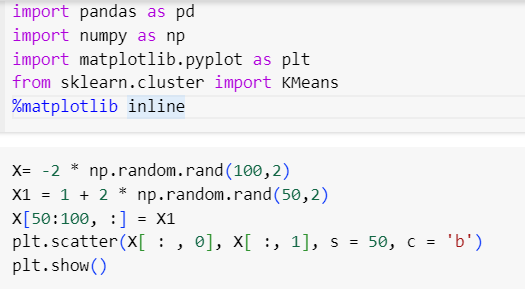 import pandas as pd
import numpy as np
import matplotlib.pyplot as plt
from sklearn.cluster import KMeans
%matplotlib inline
X= -2 * np.random.rand(100,2)
X1 = 1 + 2 * np.random.rand(50,2)
X[50:100, :] = X1
plt.scatter(X[ : , 0], X[ :, 1], s = 50, c = 'b')
plt.show()